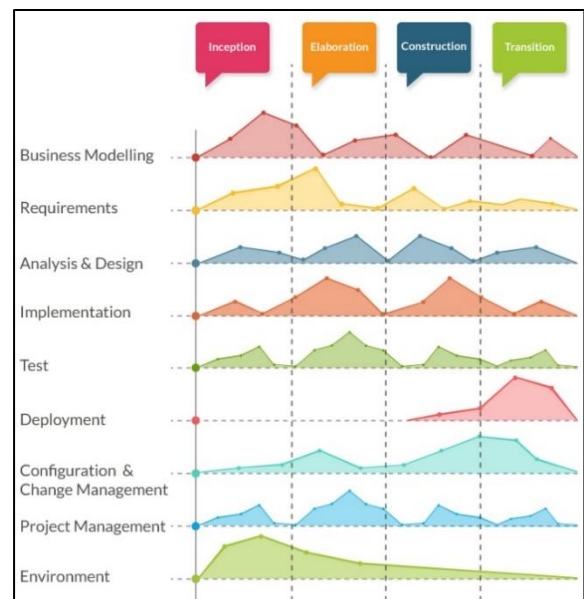 Inception
Elaboration
Construction
Transition
Business Modelling
Requirements
Analysis & Design
Implementation
Test
Deployment
Configuration &
Change Management
Project Management
Environment